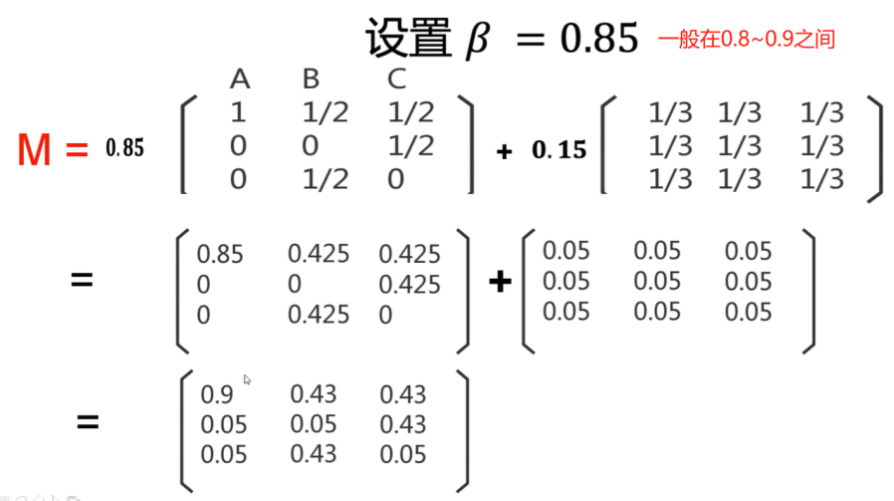 设置 β = 0.85 一般在0.8~0.9之间
A B C
1 1/2 1/2 1/3 1/3 1/3
M = 0.85 0 0 1/2 + 0.15 1/3 1/3 1/3
0 1/2 0 1/3 1/3 1/3
0.85 0.425 0.425 0.05 0.05 0.05
= 0 0 0.425 + 0.05 0.05 0.05
0 0.425 0 0.05 0.05 0.05
0.9 0.43 0.43
= 0.05 0.05 0.43
0.05 0.43 0.05